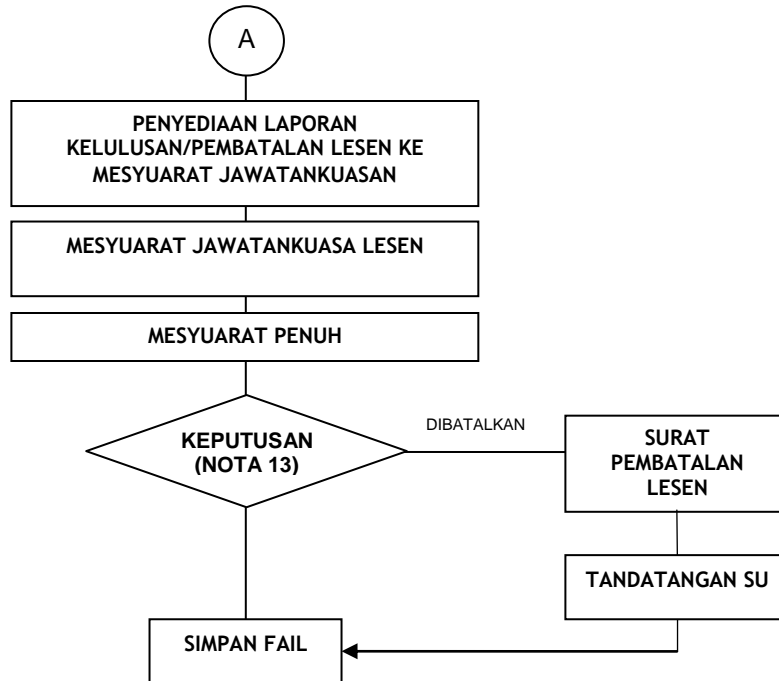 A
PENYEDIAAN LAPORAN
KELULUSAN/PEMBATALAN LESEN KE
MESYUARAT JAWATANKUASAN
MESYUARAT JAWATANKUASA LESEN
MESYUARAT PENUH
KEPUTUSAN
(NOTA 13)
DIBATALKAN
SURAT
PEMBATALAN
LESEN
TANDATANGAN SU
SIMPAN FAIL